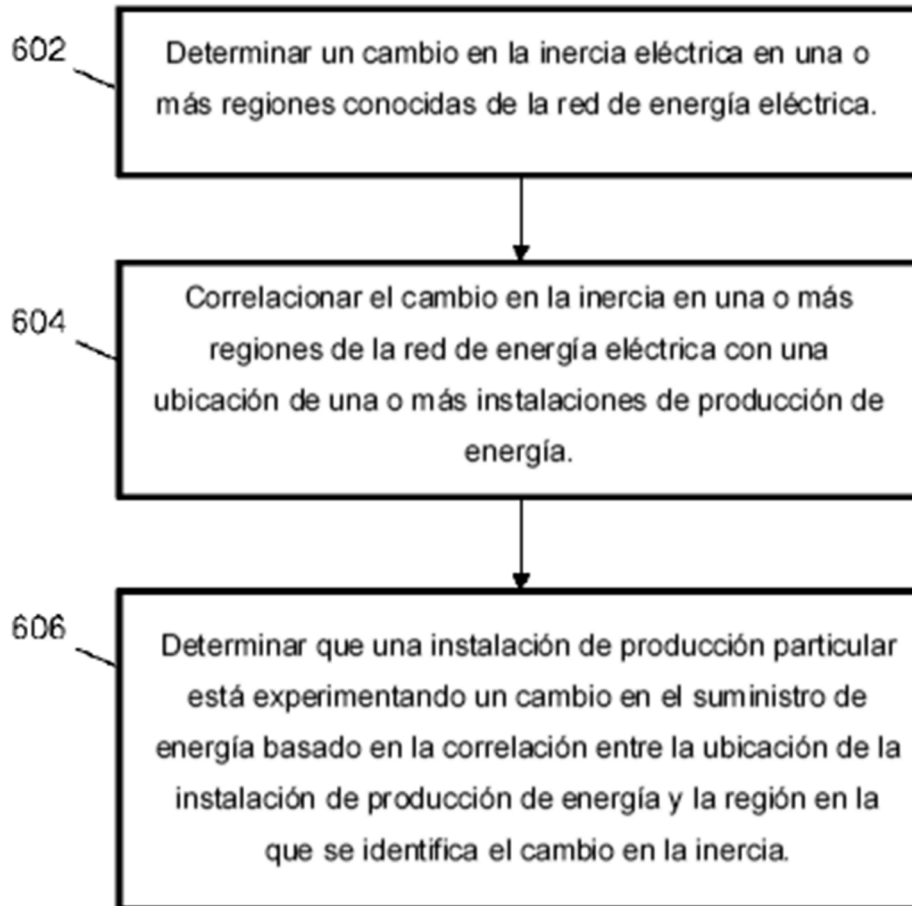 602
Determinar un cambio en la inercia eléctrica en una o
más regiones conocidas de la red de energía eléctrica.
604
Correlacionar el cambio en la inercia en una o más
regiones de la red de energía eléctrica con una
ubicación de una o más instalaciones de producción de
energía.
606
Determinar que una instalación de producción particular
está experimentando un cambio en el suministro de
energía basado en la correlación entre la ubicación de la
instalación de producción de energía y la región en la
que se identifica el cambio en la inercia.